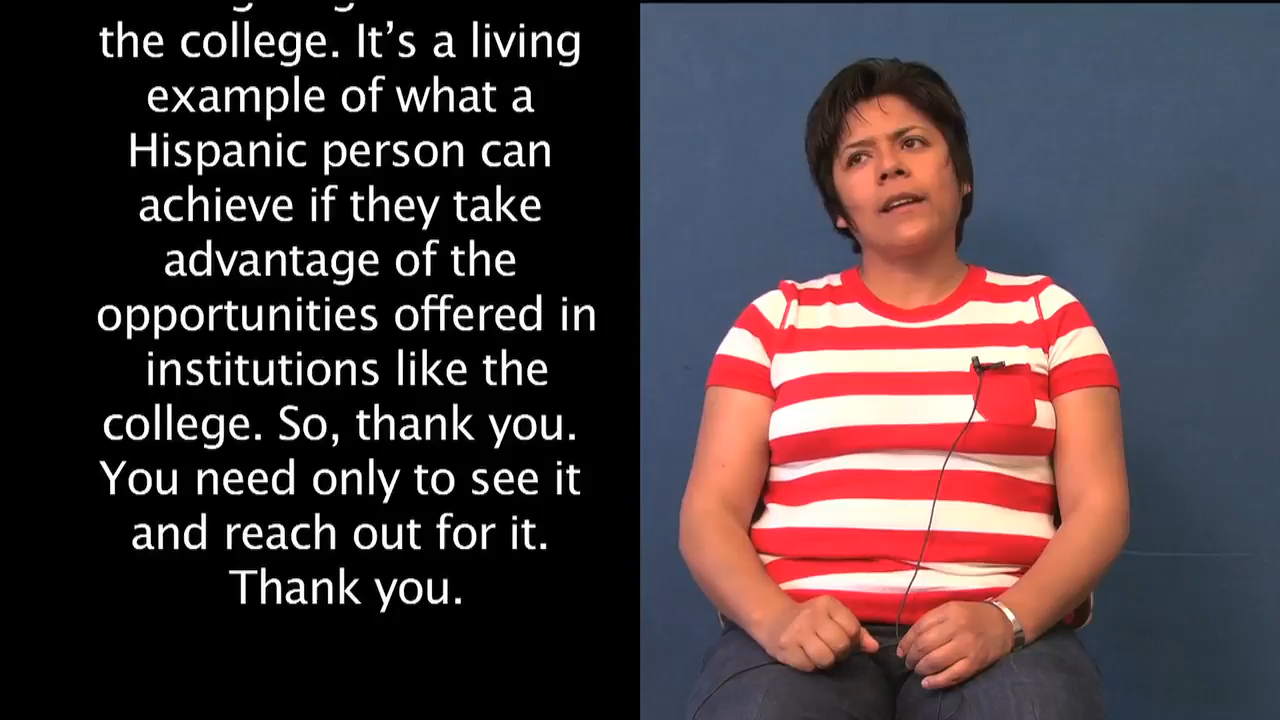 the college. It’s a living
example of what a
Hispanic person can
achieve if they take
advantage of the
opportunities offered in
institutions like the
college. So, thank you.
You need only to see it
and reach out for it.
Thank you.